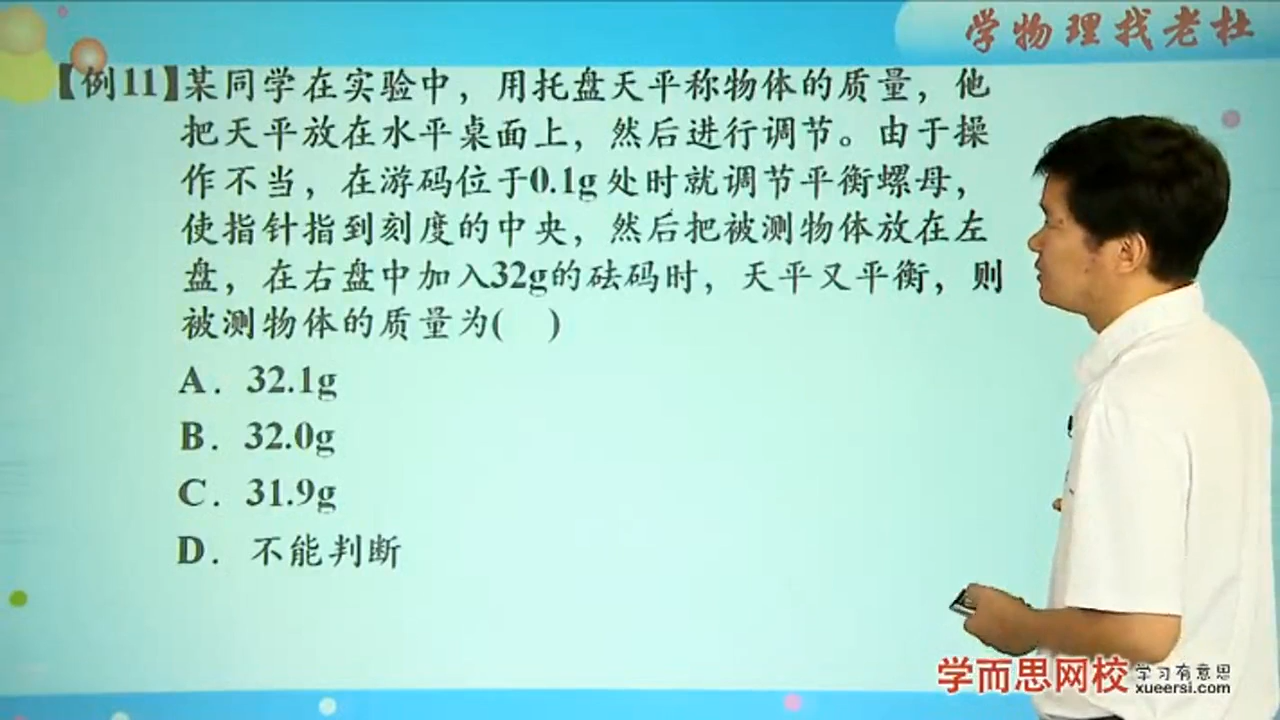 学物理找老杜
【例11】某同学在实验中，用托盘天平称物体的质量，他
把天平放在水平桌面上，然后进行调节。由于操
作不当，在游码位于0.1g处时就调节平衡螺母，
使指针指到刻度的中央，然后把被测物体放在左
盘，在右盘中加入32g的砝码时，天平又平衡，则
被测物体的质量为( )
A．32.1g
B．32.0g
C．31.9g
D．不能判断
学而思网校 学习有意思
xueersi.com